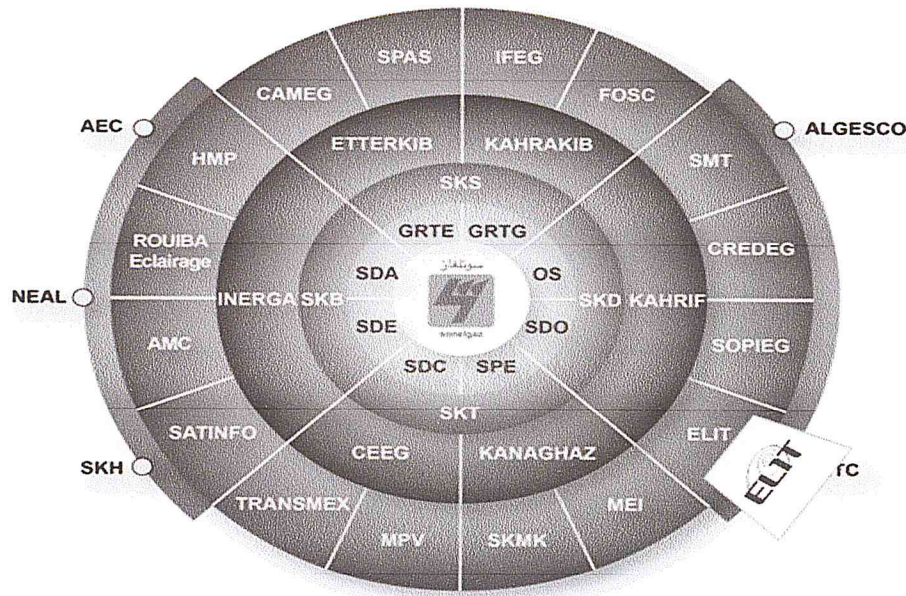 SPAS
IFEG
CAMEG
FOSC
AEC
ALGESCO
ETTERKIB
KAHRAKIB
HMP
SMT
SKS
GRTE
GRTG
ROUIBA
Eclairage
CREDEG
سونلغاز
SDA
OS
NEAL
INERGA
SKB
SKD
KAHRIF
SDE
SDO
AMC
SOPIEG
SDC
SPE
SKT
SATINFO
ELIT
CEEG
KANAGHAZ
ELIT
SKH
TC
TRANSMEX
MEI
MPV
SKMK